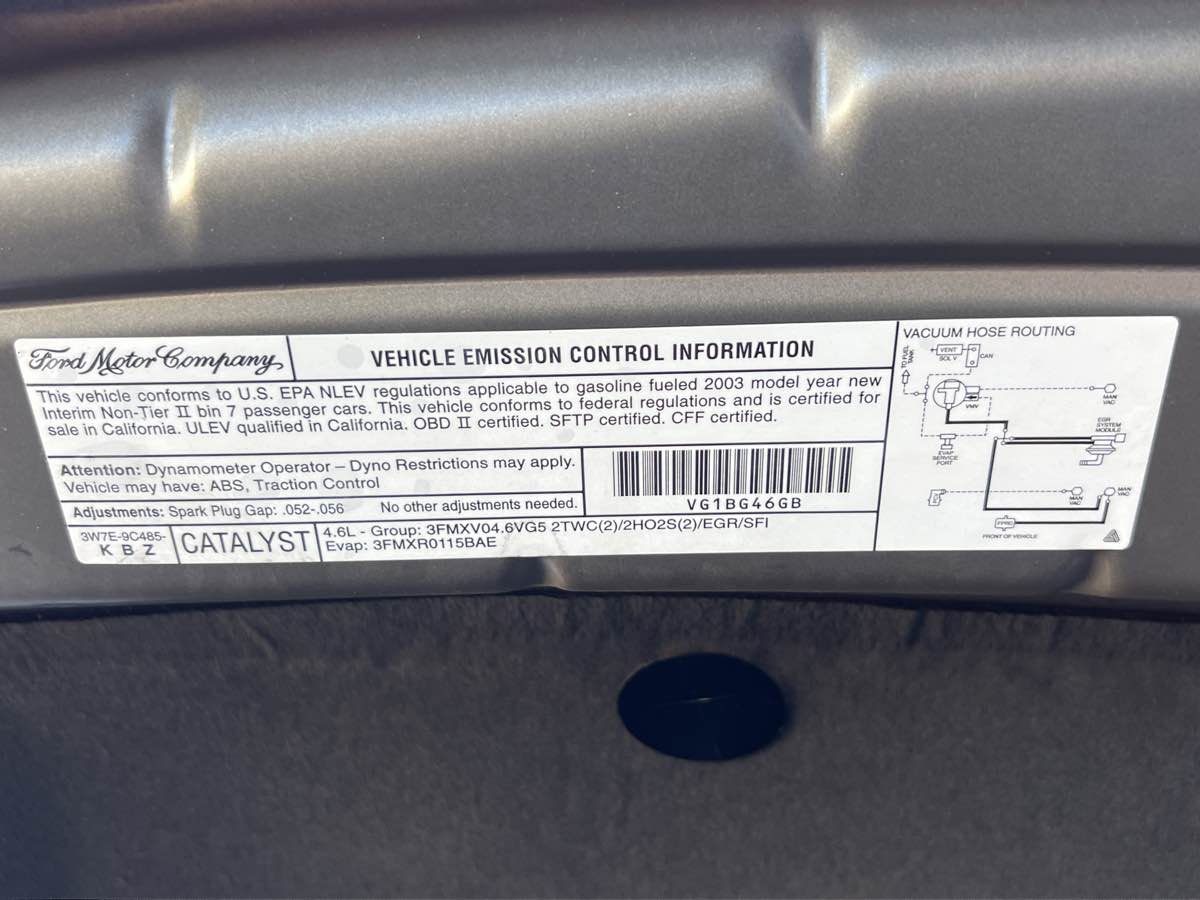 Ford Motor Company
VEHICLE EMISSION CONTROL INFORMATION
This vehicle conforms to U.S. EPA NLEV regulations applicable to gasoline fueled 2003 model year new
Interim Non-Tier II bin 7 passenger cars. This vehicle conforms to federal regulations and is certified for
sale in California. ULEV qualified in California. OBD II certified. SFTP certified. CFF certified.
Attention: Dynamometer Operator – Dyno Restrictions may apply.
Vehicle may have: ABS, Traction Control
Adjustments: Spark Plug Gap: .052-.056 No other adjustments needed.
VG1BG46GB
3W7E-9C485-
K B Z
CATALYST
4.6L - Group: 3FMXV04.6VG5 2TWC(2)/2HO2S(2)/EGR/SFI
Evap: 3FMXR0115BAE
VACUUM HOSE ROUTING
TO FUEL
TANK
VENT
SOL V
CAN
VMV
MAN
VAC
EGR
SYSTEM
MODULE
EVAP
SERVICE
PORT
PCV
MAN
VAC
MAN
VAC
FPRC
FRONT OF VEHICLE